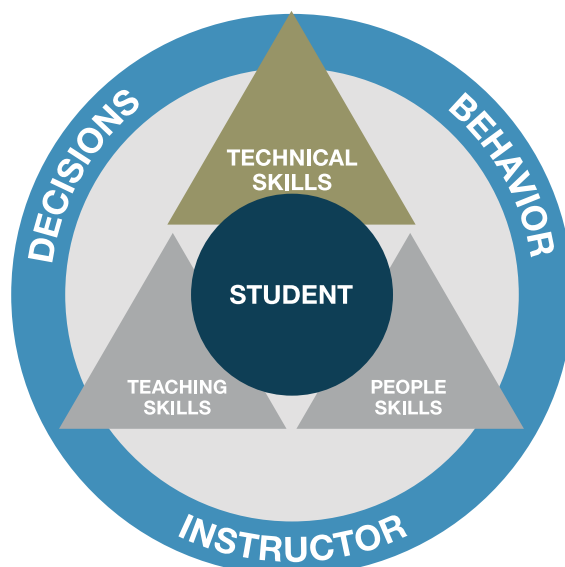 DECISIONS
BEHAVIOR
TECHNICAL
SKILLS
STUDENT
TEACHING
SKILLS
PEOPLE
SKILLS
INSTRUCTOR